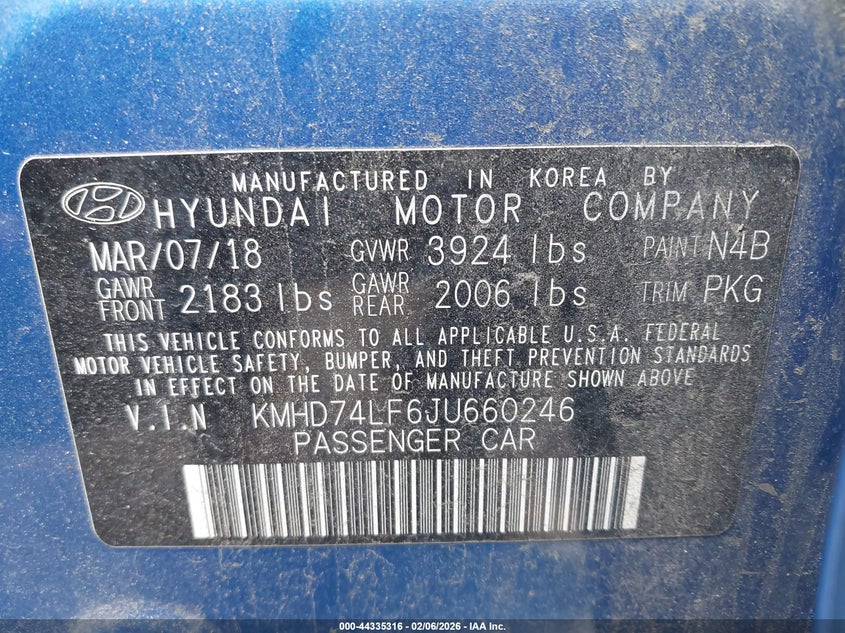 MANUFACTURED IN KOREA BY
HYUNDAI MOTOR COMPANY
MAR/07/18 GVWR 3924 lbs PAINT N4B
GAWR FRONT 2183 lbs GAWR REAR 2006 lbs TRIM PKG
THIS VEHICLE CONFORMS TO ALL APPLICABLE U.S.A. FEDERAL
MOTOR VEHICLE SAFETY, BUMPER, AND THEFT PREVENTION STANDARDS
IN EFFECT ON THE DATE OF MANUFACTURE SHOWN ABOVE
V.I.N KMHD74LF6JU660246
PASSENGER CAR
000-44335316 - 02/06/2026 - IAA Inc.